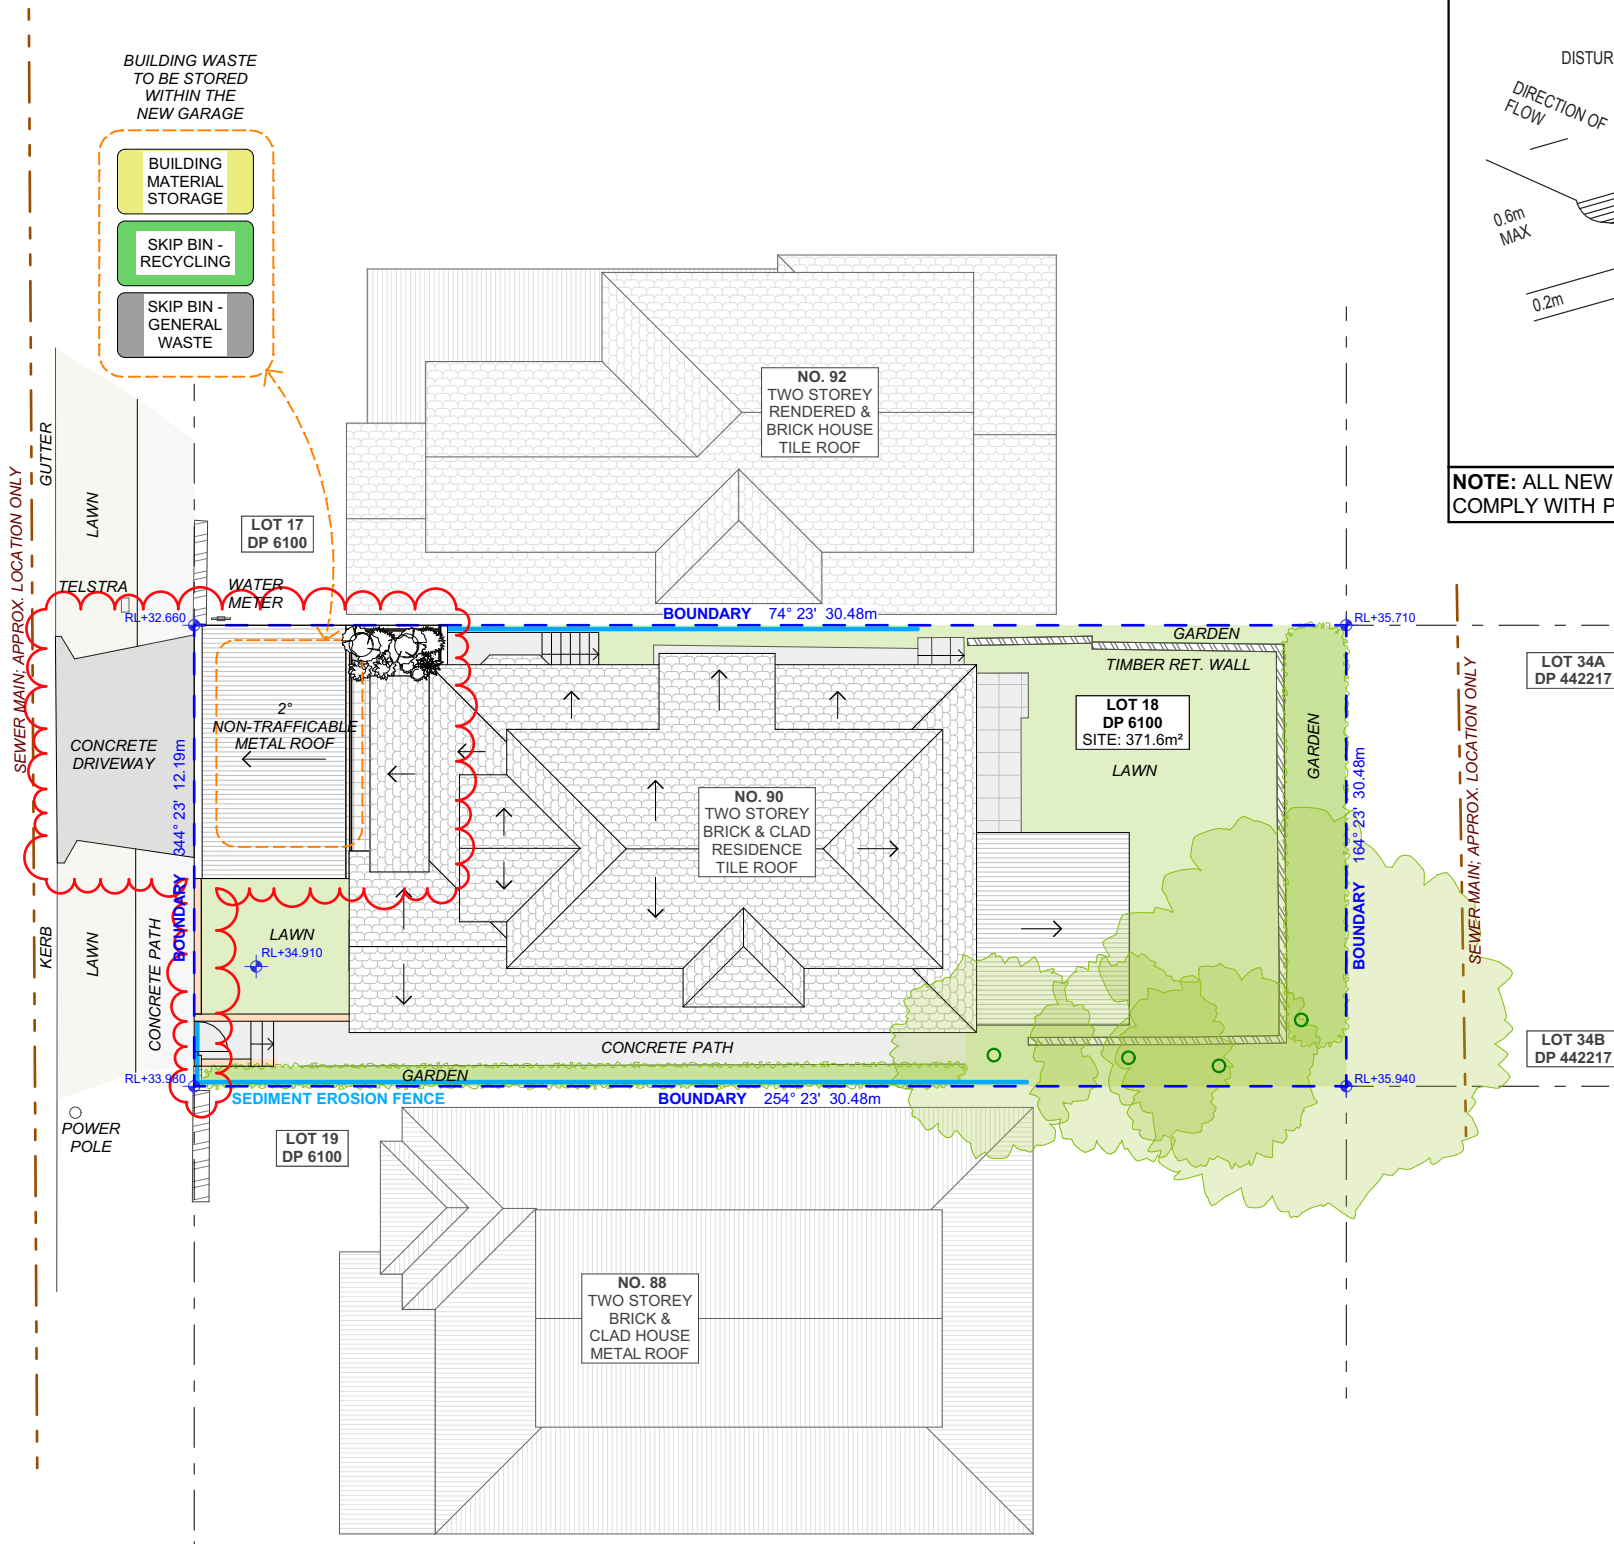 BUILDING WASTE
TO BE STORED
WITHIN THE
NEW GARAGE
BUILDING
MATERIAL
STORAGE
SKIP BIN -
RECYCLING
SKIP BIN -
GENERAL
WASTE
DISTUR
DIRECTION OF
FLOW
0.6m
MAX
0.2m
NOTE: ALL NEW
COMPLY WITH P
NO. 92
TWO STOREY
RENDERED &
BRICK HOUSE
TILE ROOF
GUTTER
LAWN
SEWER MAIN; APPROX. LOCATION ONLY
LOT 17
DP 6100
TELSTRA
WATER
METER
RL+32.660
BOUNDARY 74° 23' 30.48m
GARDEN
RL+35.710
TIMBER RET. WALL
LOT 34A
DP 442217
LOT 18
DP 6100
SITE: 371.6m²
LAWN
GARDEN
2°
NON-TRAFFICABLE
METAL ROOF
CONCRETE
DRIVEWAY
BOUNDARY 344° 23' 12.19m
NO. 90
TWO STOREY
BRICK & CLAD
RESIDENCE
TILE ROOF
BOUNDARY 164° 23' 30.48m
SEWER MAIN; APPROX. LOCATION ONLY
KERB
LAWN
CONCRETE PATH
LAWN
RL+34.910
CONCRETE PATH
GARDEN
RL+33.980
SEDIMENT EROSION FENCE
BOUNDARY 254° 23' 30.48m
RL+35.940
LOT 34B
DP 442217
POWER
POLE
LOT 19
DP 6100
NO. 88
TWO STOREY
BRICK &
CLAD HOUSE
METAL ROOF